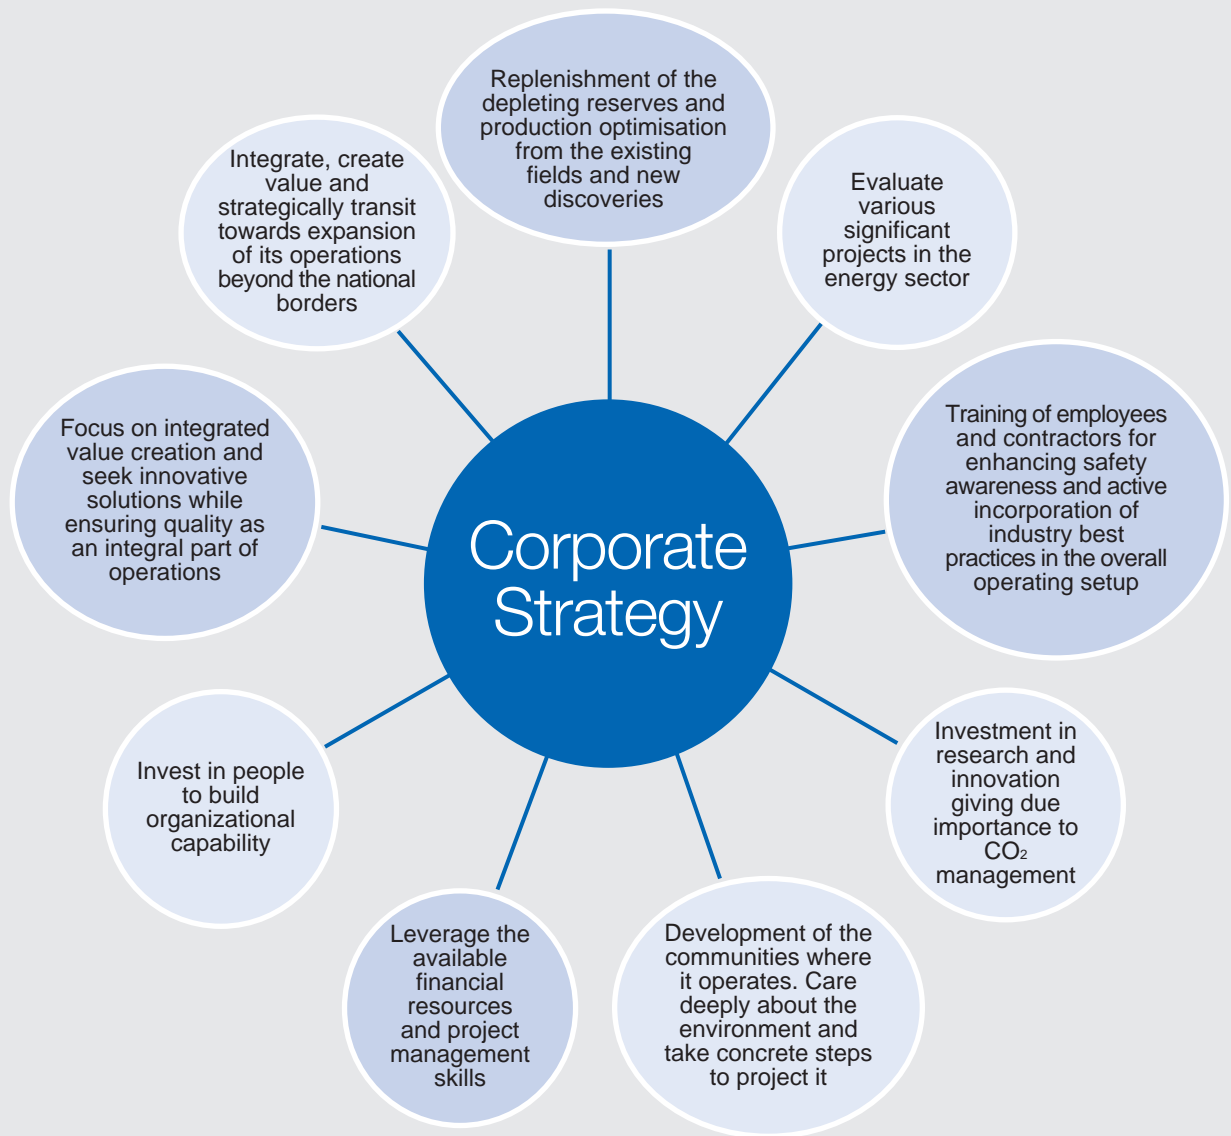 Replenishment of the
depleting reserves and
production optimisation
from the existing
fields and new
discoveries
Evaluate
various
significant
projects in the
energy sector
Training of employees
and contractors for
enhancing safety
awareness and active
incorporation of
industry best
practices in the overall
operating setup
Investment in
research and
innovation
giving due
importance to
CO₂
management
Development of the
communities where
it operates. Care
deeply about the
environment and
take concrete steps
to project it
Leverage the
available
financial
resources
and project
management
skills
Invest in people
to build
organizational
capability
Focus on integrated
value creation and
seek innovative
solutions while
ensuring quality as
an integral part of
operations
Integrate, create
value and
strategically transit
towards expansion
of its operations
beyond the national
borders
Corporate
Strategy